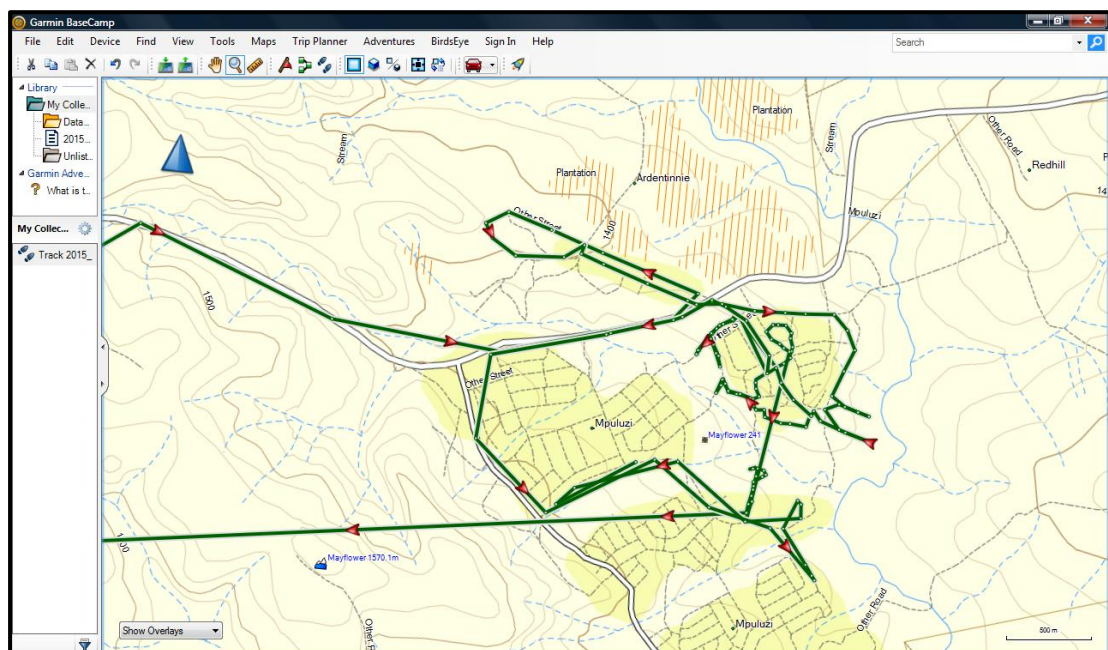 Garmin BaseCamp
File Edit Device Find View Tools Maps Trip Planner Adventures BirdsEye Sign In Help
Search
Library
My Colle...
Data...
2015...
Unlist...
Garmin Adve...
What is t...
My Collec...
Track 2015_
Stream
Plantation
Stream
Other Road
Redhill
Plantation
Ardentinnie
14
Mpuluzi
Other Street
1400
1500
Other Street
Mpuluzi
Mayflower 241
Mayflower 1570.1m
Other Road
Other R
Mpuluzi
Show Overlays
500 m